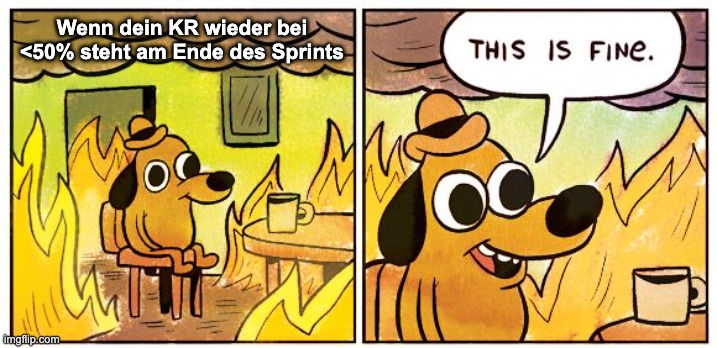 Wenn dein KR wieder bei
<50% steht am Ende des Sprints
THIS IS FINE.
imgflip.com